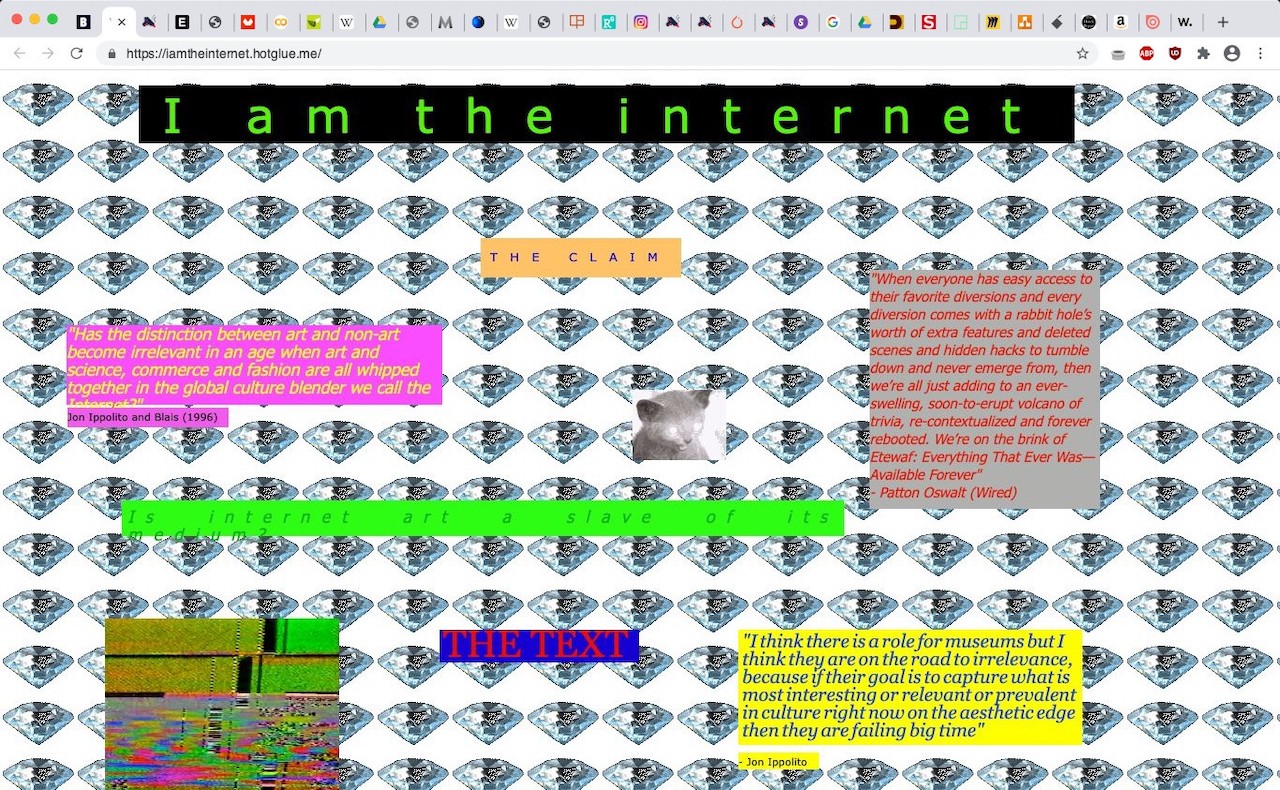 https://iamtheinternet.hotglue.me/
I am the internet
THE CLAIM
"Has the distinction between art and non-art
become irrelevant in an age when art and
science, commerce and fashion are all whipped
together in the global culture blender we call the
Internet?"
Jon Ippolito and Blais (1996)
"When everyone has easy access to
their favorite diversions and every
diversion comes with a rabbit hole's
worth of extra features and deleted
scenes and hidden hacks to tumble
down and never emerge from, then
we're all just adding to an ever-
swelling, soon-to-erupt volcano of
trivia, re-contextualized and forever
rebooted. We're on the brink of
Etewaf: Everything That Ever Was—
Available Forever"
- Patton Oswalt (Wired)
Is internet art a slave of its
medium?
THE TEXT
"I think there is a role for museums but I
think they are on the road to irrelevance,
because if their goal is to capture what is
most interesting or relevant or prevalent
in culture right now on the aesthetic edge
then they are failing big time"
- Jon Ippolito